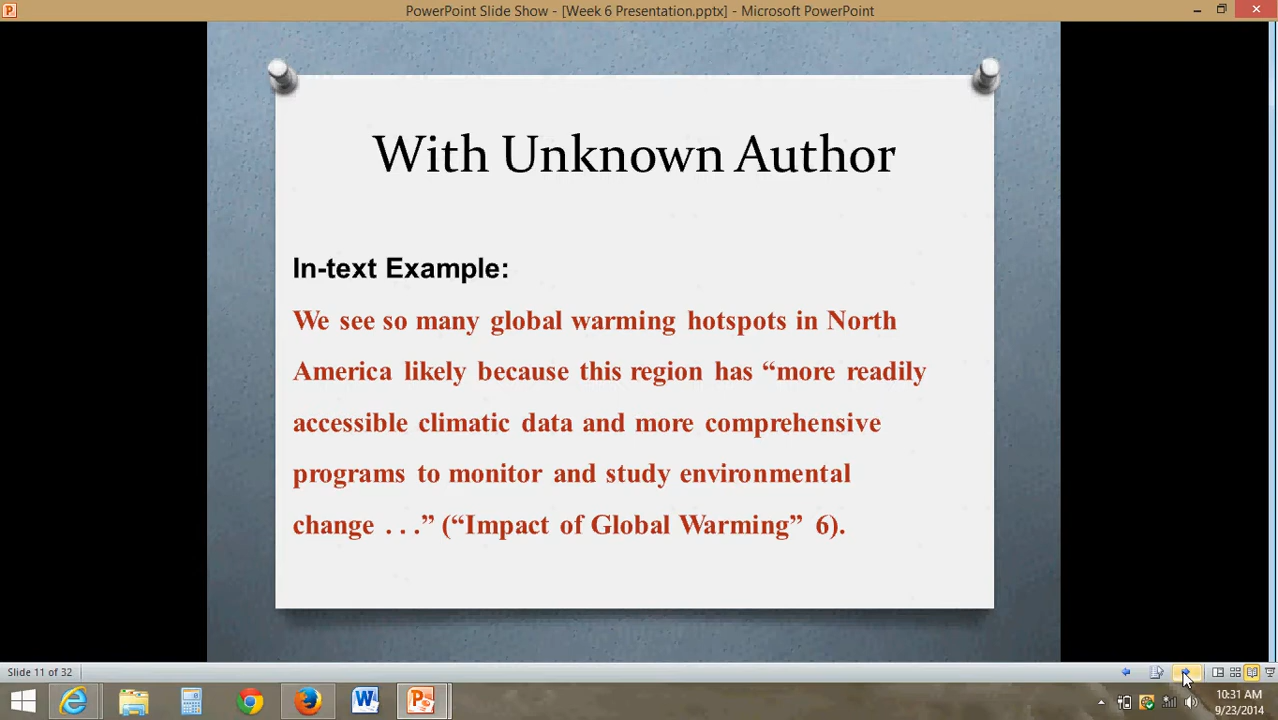 PowerPoint Slide Show - [Week 6 Presentation.pptx] - Microsoft PowerPoint
With Unknown Author
In-text Example:
We see so many global warming hotspots in North
America likely because this region has “more readily
accessible climatic data and more comprehensive
programs to monitor and study environmental
change . . .” (“Impact of Global Warming” 6).
Slide 11 of 32
10:31 AM
9/23/2014